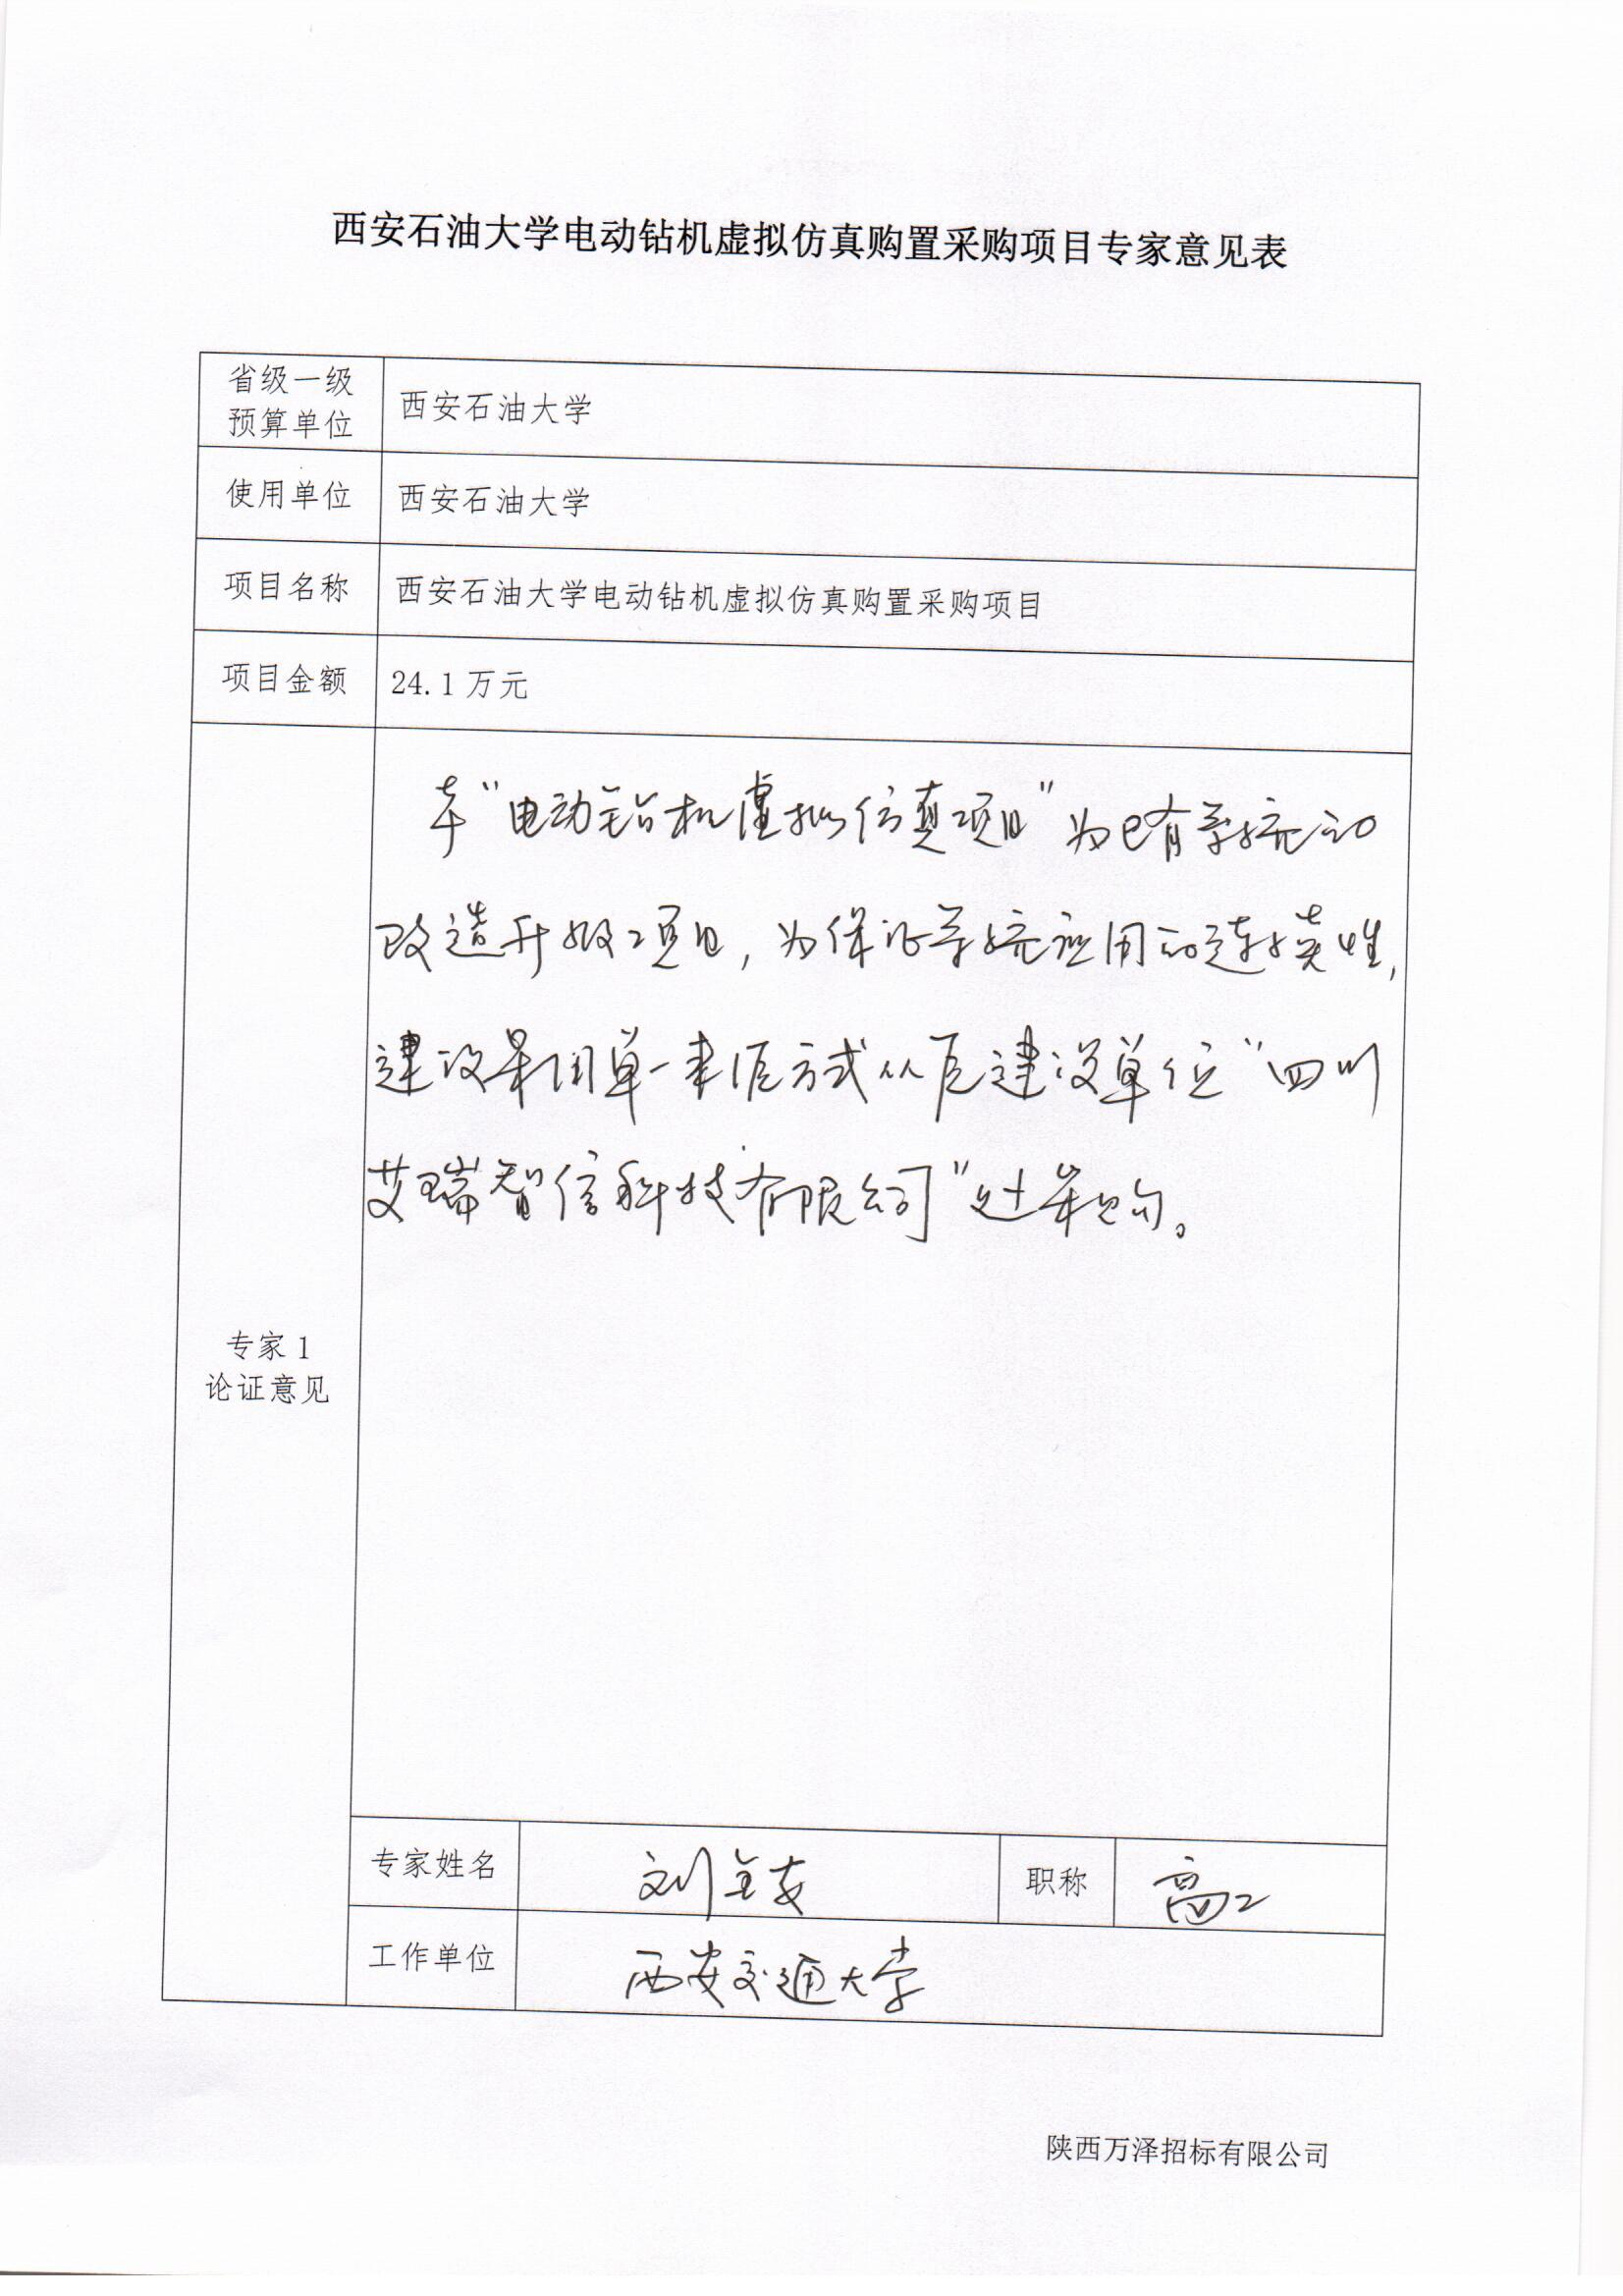 西安石油大学电动钻机虚拟仿真购置采购项目专家意见表
省级一级
预算单位
西安石油大学
使用单位
西安石油大学
项目名称
西安石油大学电动钻机虚拟仿真购置采购项目
项目金额
24.1万元
本“电动钻机虚拟仿真项目”为已有系统的
改造升级项目，为保证系统应用的连续性，
建议采用单一来源方式从原建设单位“四川
艾瑞智信科技有限公司”处采购。
专家1
论证意见
专家姓名
刘全友
职称
高工
工作单位
西安交通大学
陕西万泽招标有限公司